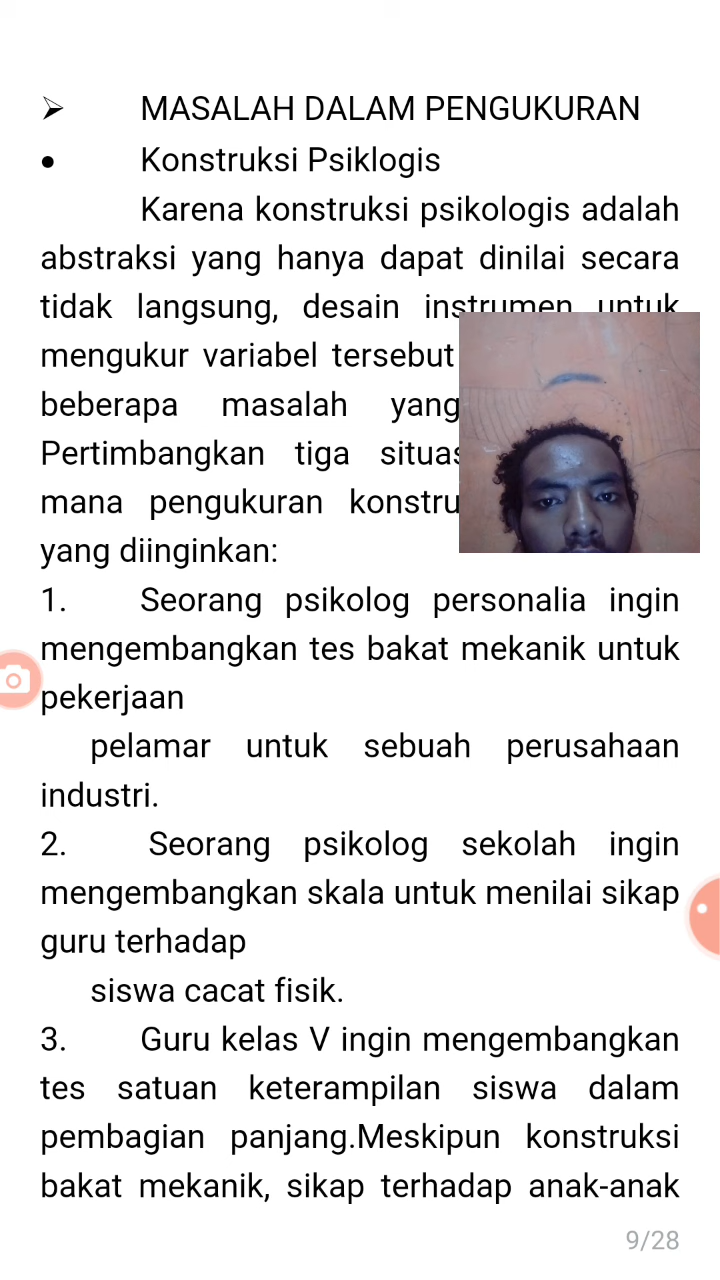 ➢ MASALAH DALAM PENGUKURAN
• Konstruksi Psiklogis
Karena konstruksi psikologis adalah
abstraksi yang hanya dapat dinilai secara
tidak langsung, desain instrumen untuk
mengukur variabel tersebut
beberapa masalah yang
Pertimbangkan tiga
mana pengukuran
yang diinginkan:
1. Seorang psikolog personalia ingin
mengembangkan tes bakat mekanik untuk
pekerjaan
pelamar untuk sebuah perusahaan
industri.
2. Seorang psikolog sekolah ingin
mengembangkan skala untuk menilai sikap
guru terhadap
siswa cacat fisik.
3. Guru kelas V ingin mengembangkan
tes satuan keterampilan siswa dalam
pembagian panjang.Meskipun konstruksi
bakat mekanik, sikap terhadap anak-anak
9/28